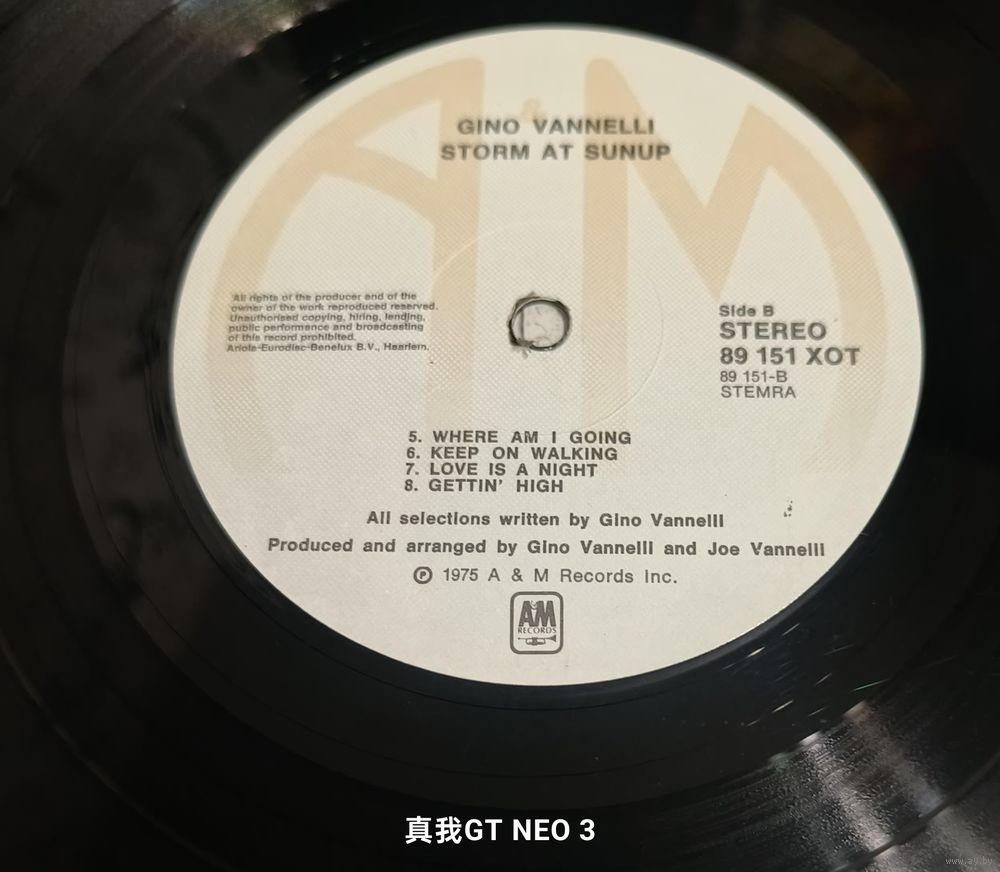 GINO VANNELLI
STORM AT SUNUP
All rights of the producer and of the
owner of the work reproduced reserved.
Unauthorised copying, hiring, lending,
public performance and broadcasting
of this record prohibited.
Ariola-Eurodisc-Benelux B.V., Haarlem.
Side B
STEREO
89 151 XOT
89 151-B
STEMRA
5. WHERE AM I GOING
6. KEEP ON WALKING
7. LOVE IS A NIGHT
8. GETTIN' HIGH
All selections written by Gino Vannelli
Produced and arranged by Gino Vannelli and Joe Vannelli
Ⓟ 1975 A & M Records Inc.
A&M
RECORDS
真我GT NEO 3
www.ay.by